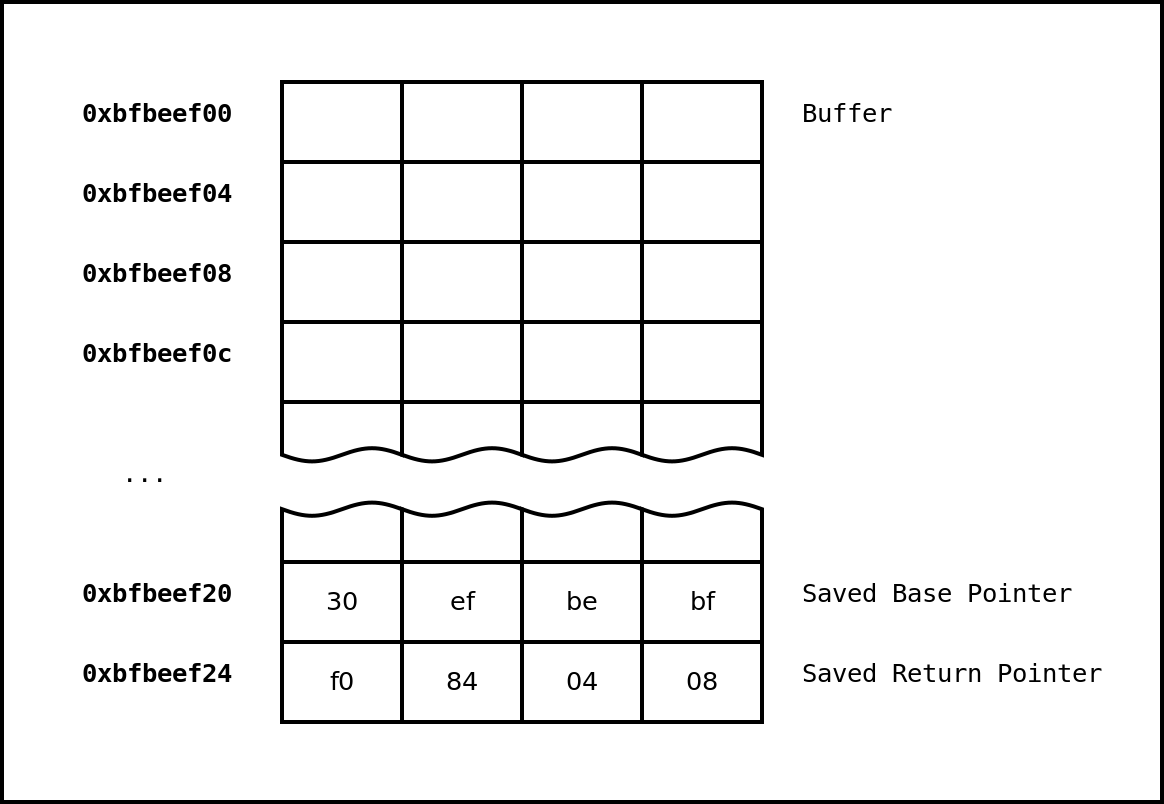 0xbfbeef00 Buffer
0xbfbeef04
0xbfbeef08
0xbfbeef0c
...
0xbfbeef20 30 ef be bf Saved Base Pointer
0xbfbeef24 f0 84 04 08 Saved Return Pointer